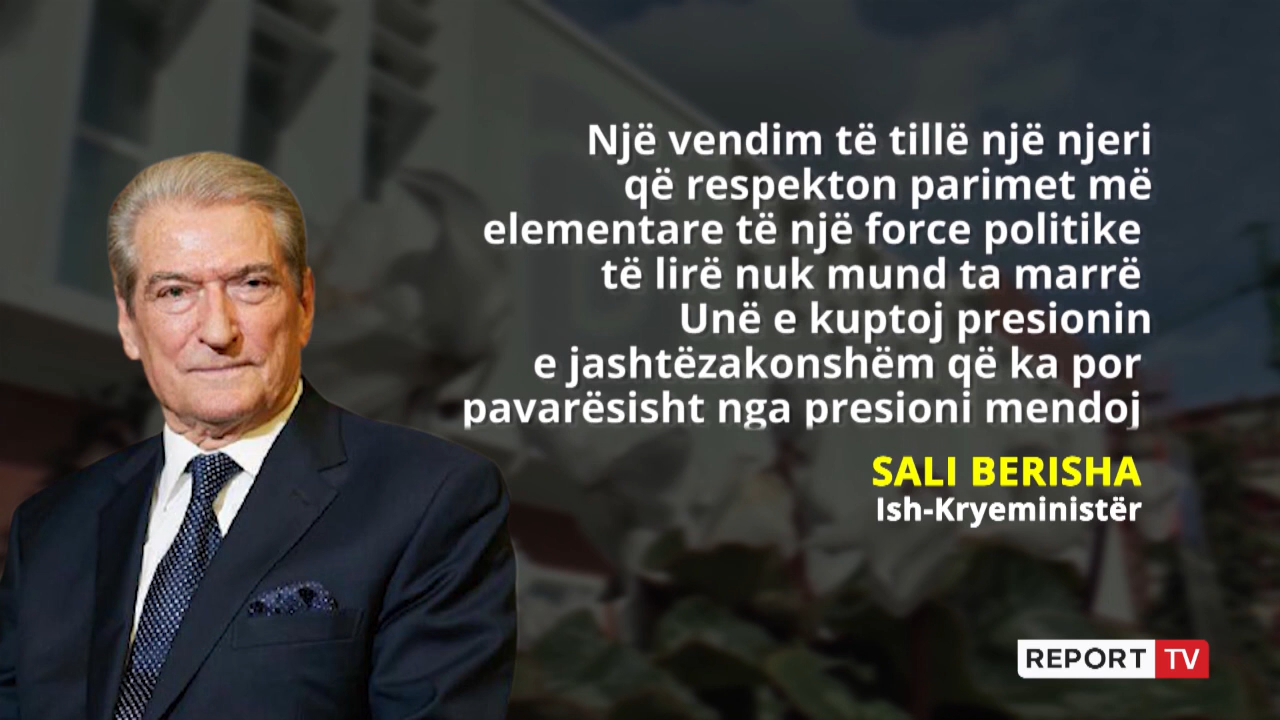 Një vendim të tillë një njeri
që respekton parimet më
elementare të një force politike
të lirë nuk mund ta marrë
Unë e kuptoj presionin
e jashtëzakonshëm që ka por
pavarësisht nga presioni mendoj
SALI BERISHA
Ish-Kryeministër
REPORT TV